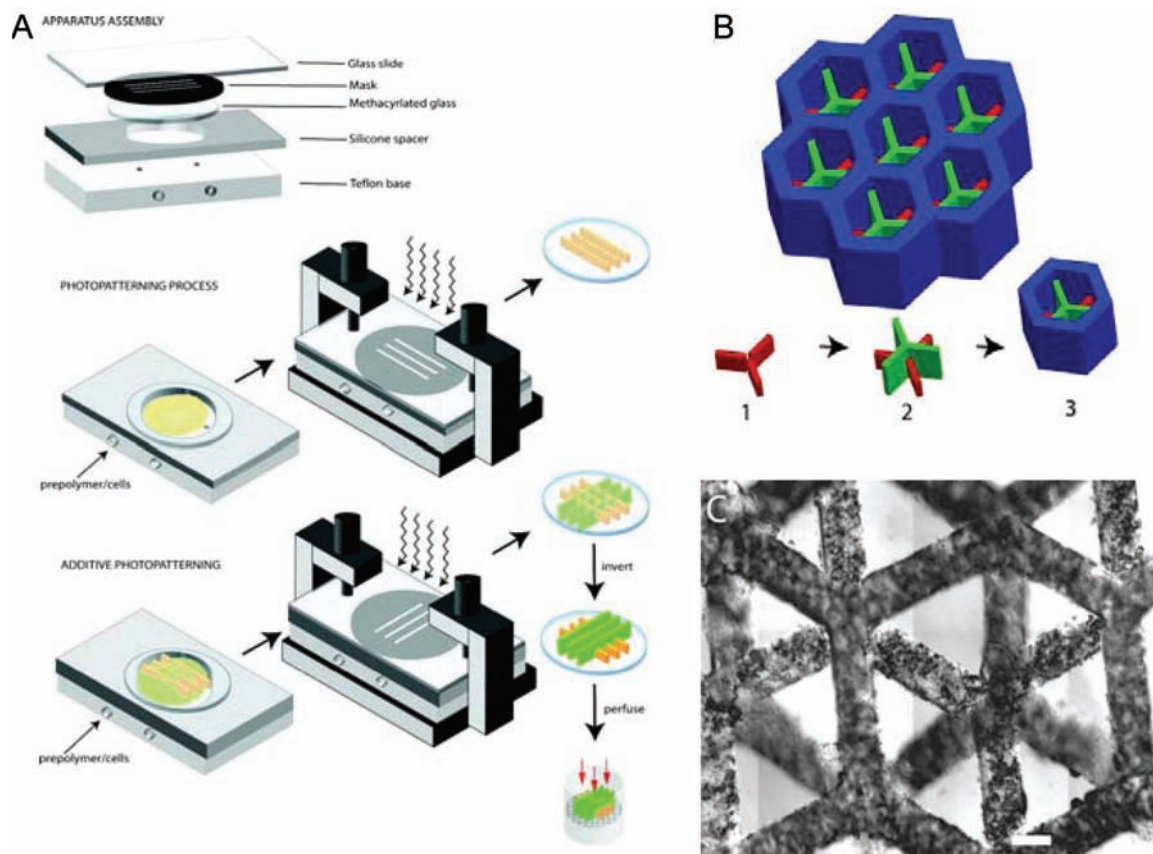 A
APPARATUS ASSEMBLY
Glass slide
Mask
Methacyrlated glass
Silicone spacer
Teflon base
PHOTOPATTERNING PROCESS
prepolymer/cells
ADDITIVE PHOTOPATTERNING
prepolymer/cells
invert
perfuse
B
1
2
3
C